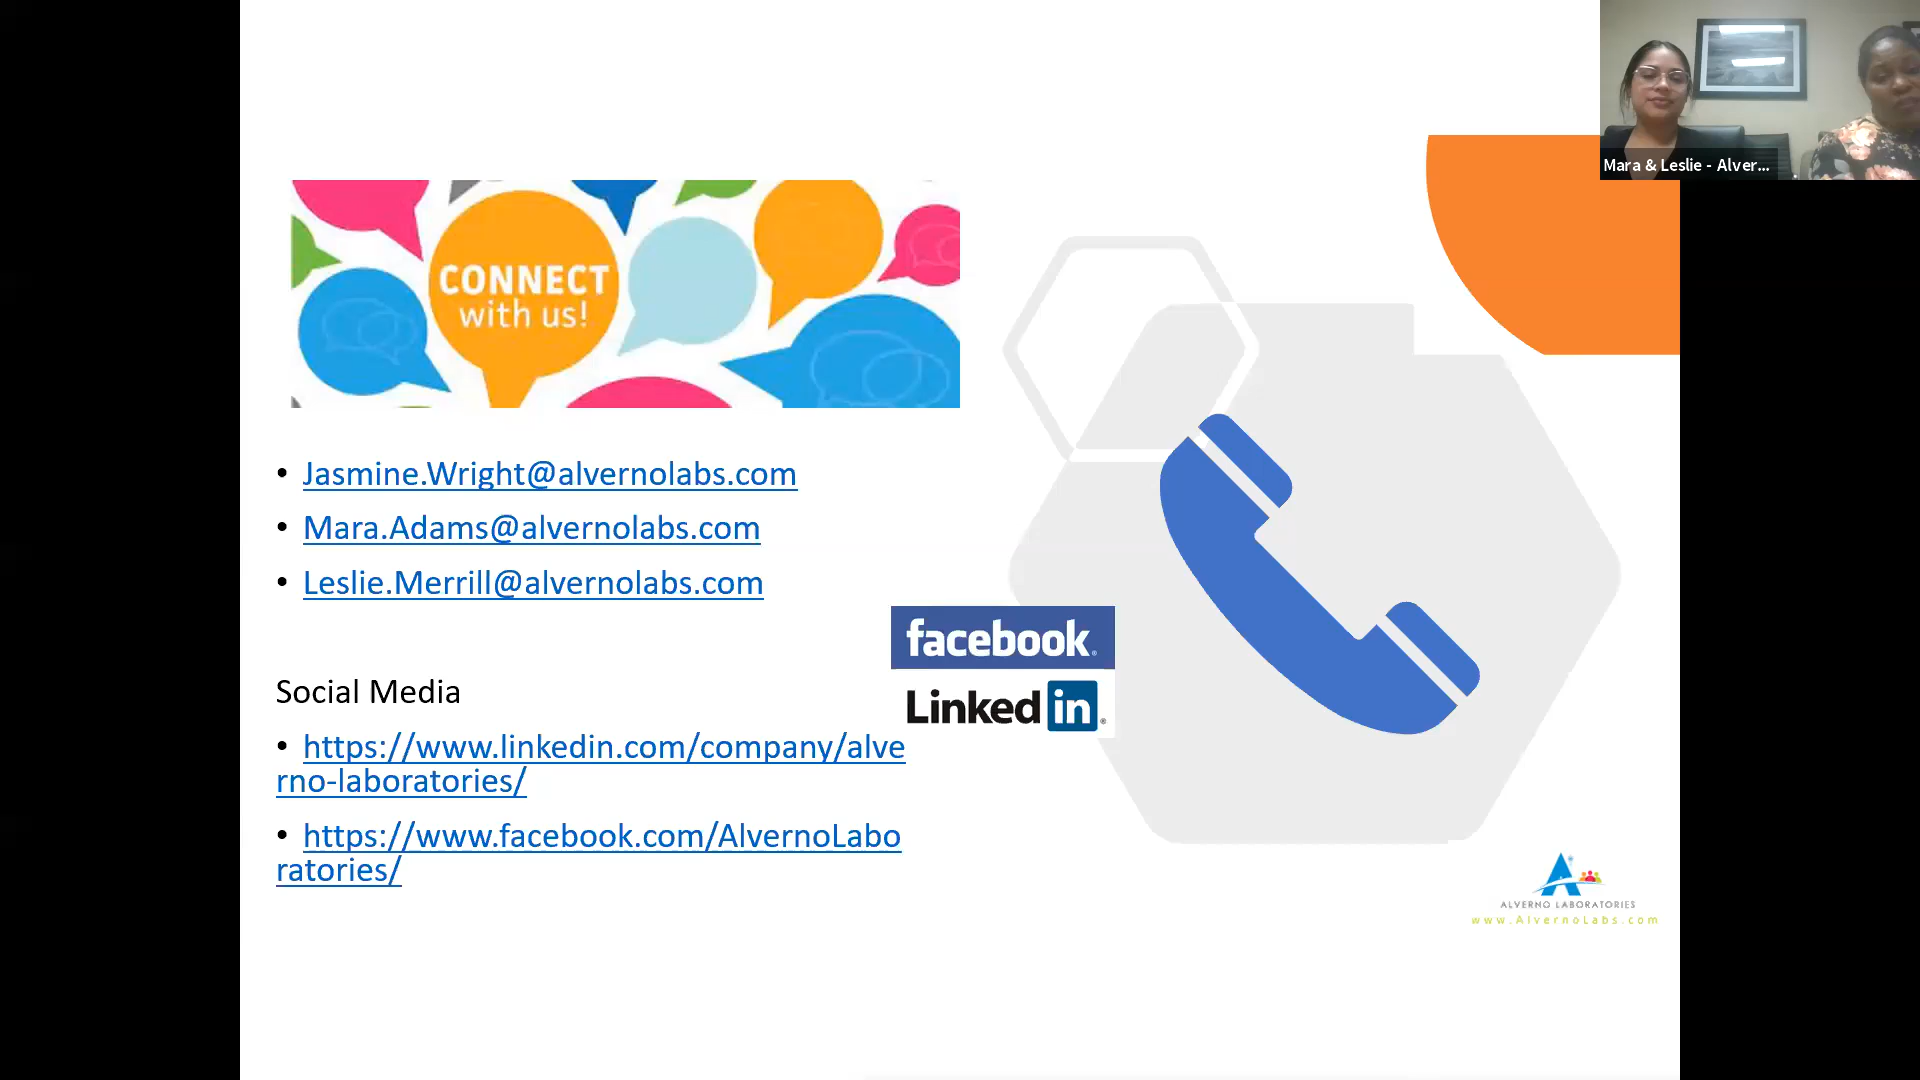 Mara & Leslie - Alver...
CONNECT
with us!
• Jasmine.Wright@alvernolabs.com
• Mara.Adams@alvernolabs.com
• Leslie.Merrill@alvernolabs.com
facebook®
Linked in®
Social Media
• https://www.linkedin.com/company/alve
rno-laboratories/
• https://www.facebook.com/AlvernoLabo
ratories/
A®
ALVERNO LABORATORIES
www.AlvernoLabs.com